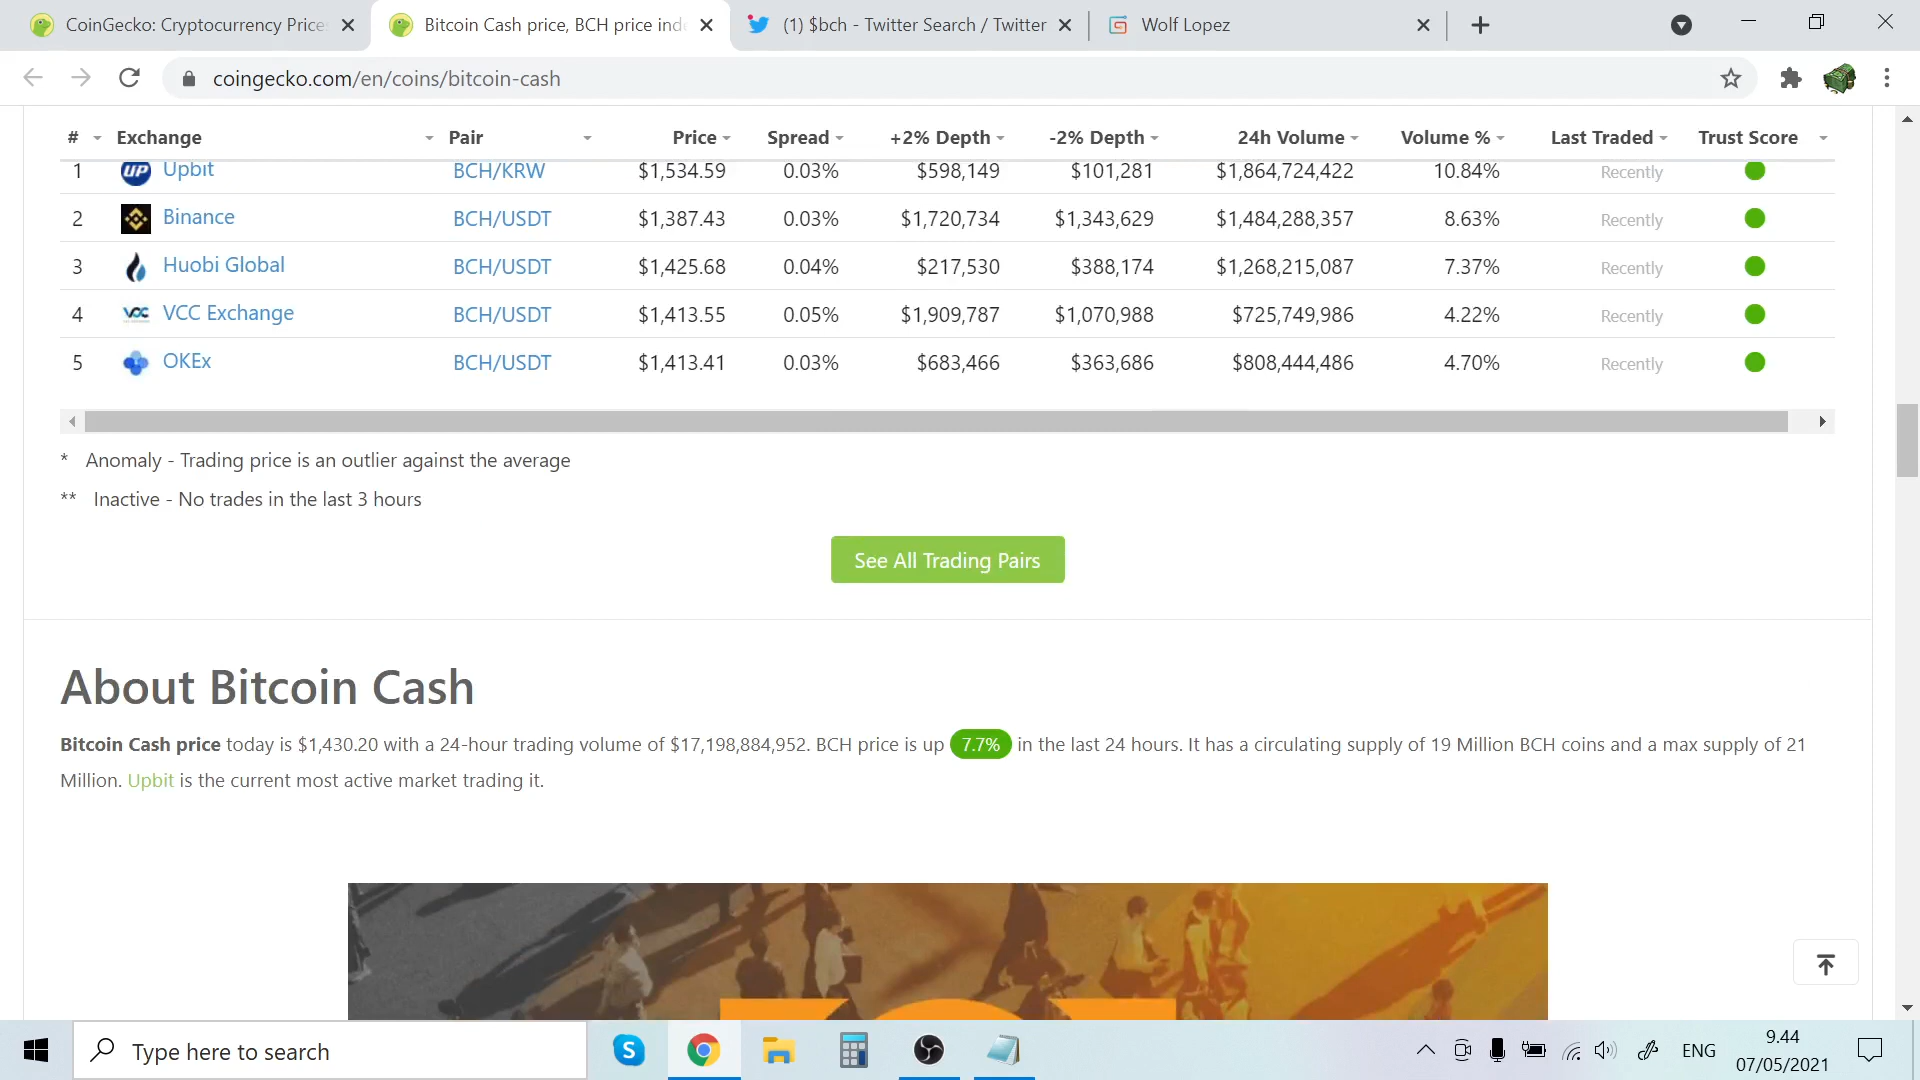 CoinGecko: Cryptocurrency Price
Bitcoin Cash price, BCH price ind
(1) $bch - Twitter Search / Twitter
Wolf Lopez
coingecko.com/en/coins/bitcoin-cash
# Exchange Pair Price Spread +2% Depth -2% Depth 24h Volume Volume % Last Traded Trust Score
1 UP Upbit BCH/KRW $1,534.59 0.03% $598,149 $101,281 $1,864,724,422 10.84% Recently
2 Binance BCH/USDT $1,387.43 0.03% $1,720,734 $1,343,629 $1,484,288,357 8.63% Recently
3 Huobi Global BCH/USDT $1,425.68 0.04% $217,530 $388,174 $1,268,215,087 7.37% Recently
4 VCC VCC Exchange BCH/USDT $1,413.55 0.05% $1,909,787 $1,070,988 $725,749,986 4.22% Recently
5 OKEx BCH/USDT $1,413.41 0.03% $683,466 $363,686 $808,444,486 4.70% Recently
* Anomaly - Trading price is an outlier against the average
** Inactive - No trades in the last 3 hours
See All Trading Pairs
About Bitcoin Cash
Bitcoin Cash price today is $1,430.20 with a 24-hour trading volume of $17,198,884,952. BCH price is up 7.7% in the last 24 hours. It has a circulating supply of 19 Million BCH coins and a max supply of 21
Million. Upbit is the current most active market trading it.
Type here to search
S
ENG
9.44
07/05/2021